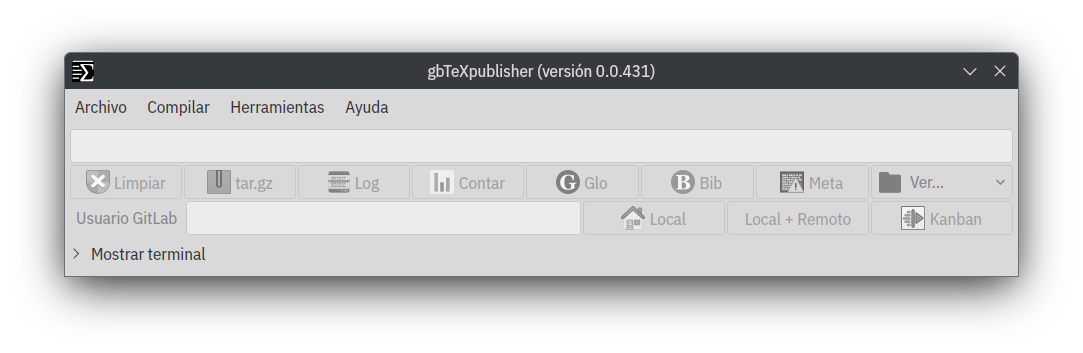 gbTeXpublisher (versión 0.0.431)
Archivo Compilar Herramientas Ayuda
Limpiar tar.gz Log Contar G Glo B Bib Meta Ver...
Usuario GitLab Local Local + Remoto Kanban
Mostrar terminal